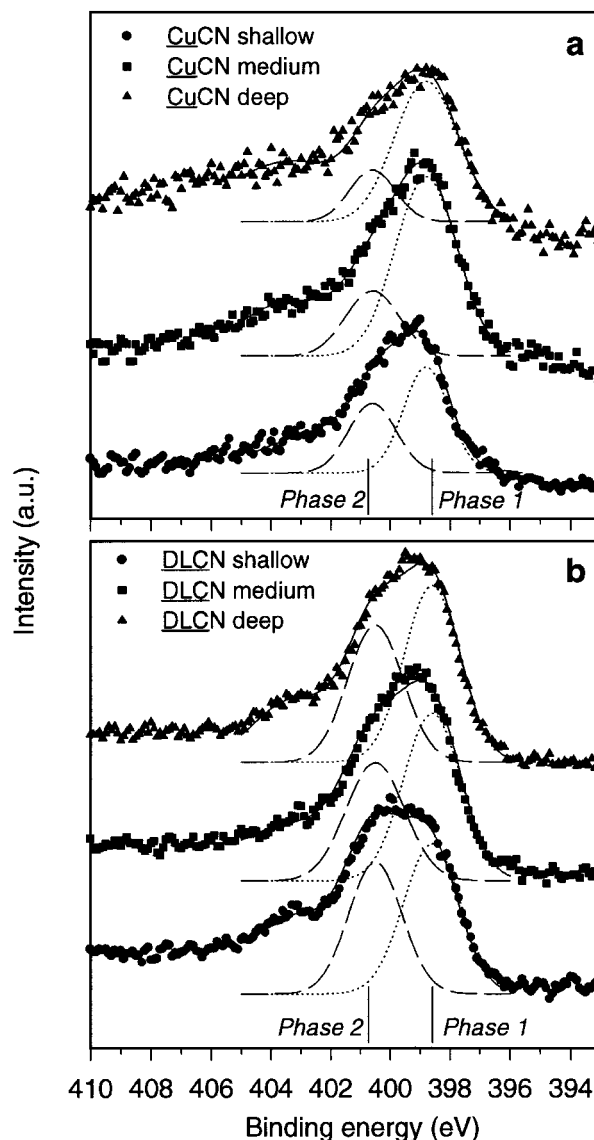 a
CuCN shallow
CuCN medium
CuCN deep
Phase 2
Phase 1
Intensity (a.u.)
b
DLCN shallow
DLCN medium
DLCN deep
Phase 2
Phase 1
410 408 406 404 402 400 398 396 394
Binding energy (eV)